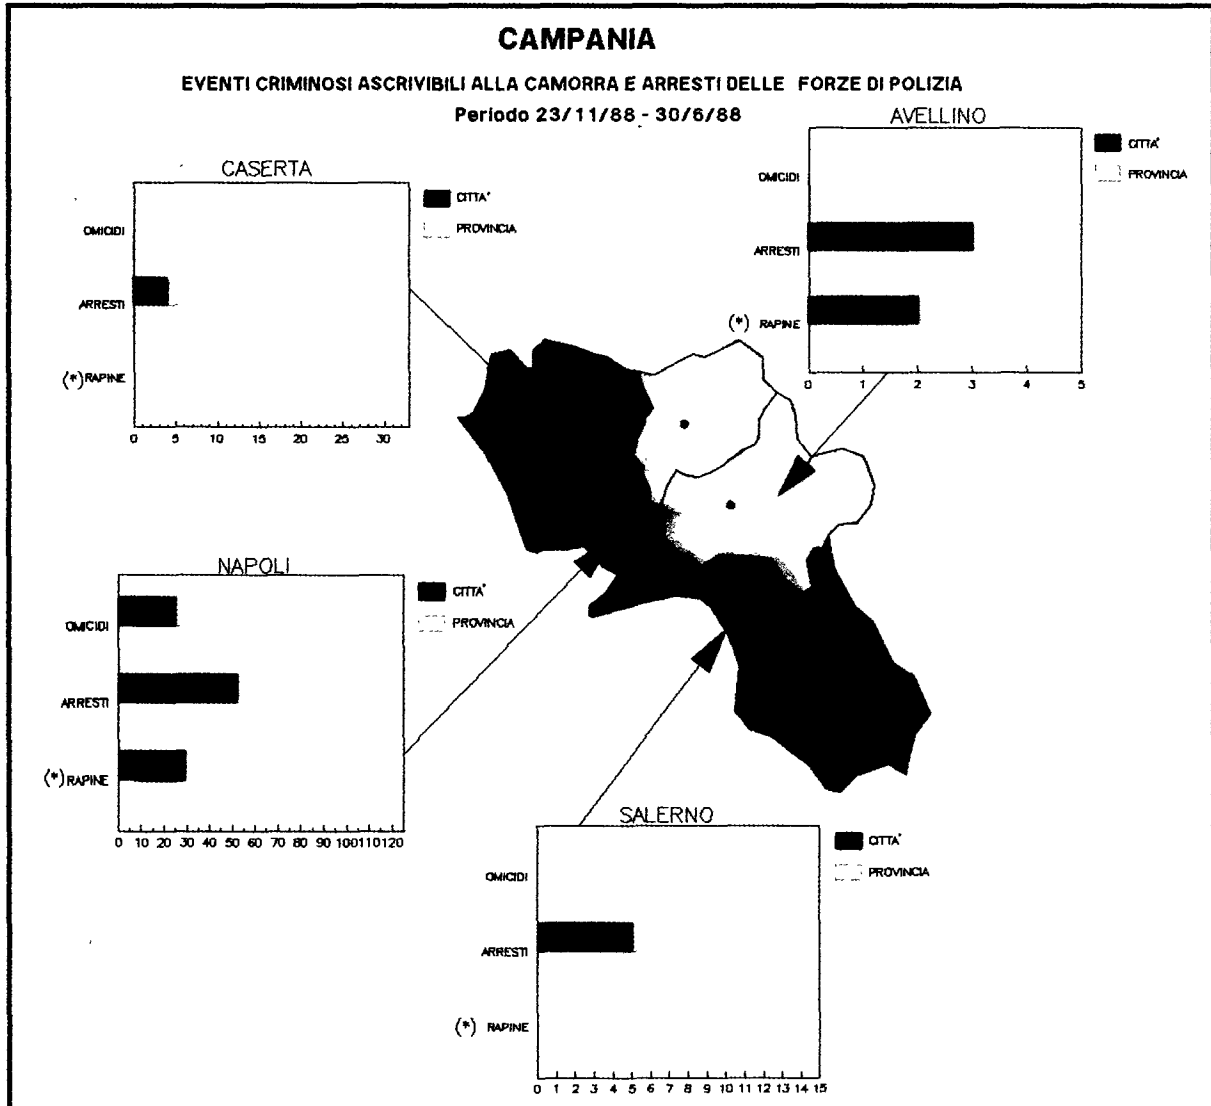 CAMPANIA
EVENTI CRIMINOSI ASCRIVIBILI ALLA CAMORRA E ARRESTI DELLE FORZE DI POLIZIA
Periodo 23/11/88 - 30/6/88
AVELLINO
CITTA'
PROVINCIA
OMICIDI
ARRESTI
(*) RAPINE
0 1 2 3 4 5
CASERTA
CITTA'
PROVINCIA
OMICIDI
ARRESTI
(*) RAPINE
0 5 10 15 20 25 30
NAPOLI
CITTA'
PROVINCIA
OMICIDI
ARRESTI
(*) RAPINE
0 10 20 30 40 50 60 70 80 90 100 110 120
SALERNO
CITTA'
PROVINCIA
OMICIDI
ARRESTI
(*) RAPINE
0 1 2 3 4 5 6 7 8 9 10 11 12 13 14 15